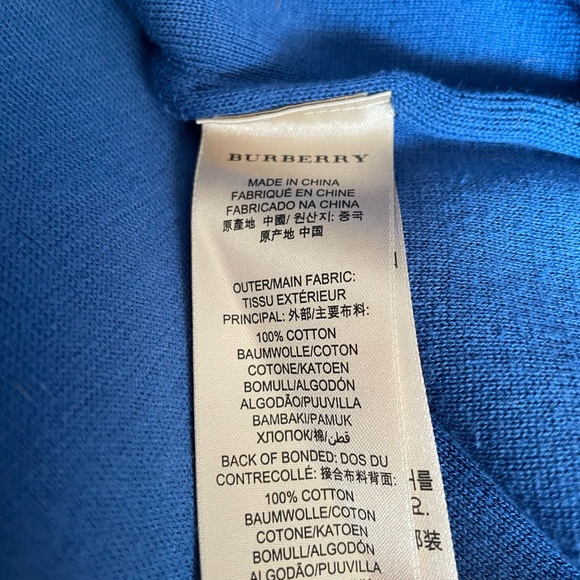 BURBERRY
MADE IN CHINA
FABRIQUÉ EN CHINE
FABRICADO NA CHINA
原產地 中國/ 원산지: 중국
原产地 中国
OUTER/MAIN FABRIC:
TISSU EXTÉRIEUR
PRINCIPAL: 外部/主要布料:
100% COTTON
BAUMWOLLE/COTON
COTONE/KATOEN
BOMULL/ALGODÓN
ALGODÃO/PUUVILLA
BAMBAKI/PAMUK
ХЛОПОК/棉/قطن
BACK OF BONDED: DOS DU
CONTRECOLLÉ: 接合布料背面:
100% COTTON
BAUMWOLLE/COTON
COTONE/KATOEN
BOMULL/ALGODÓN
ALGODÃO/PUUVILLA